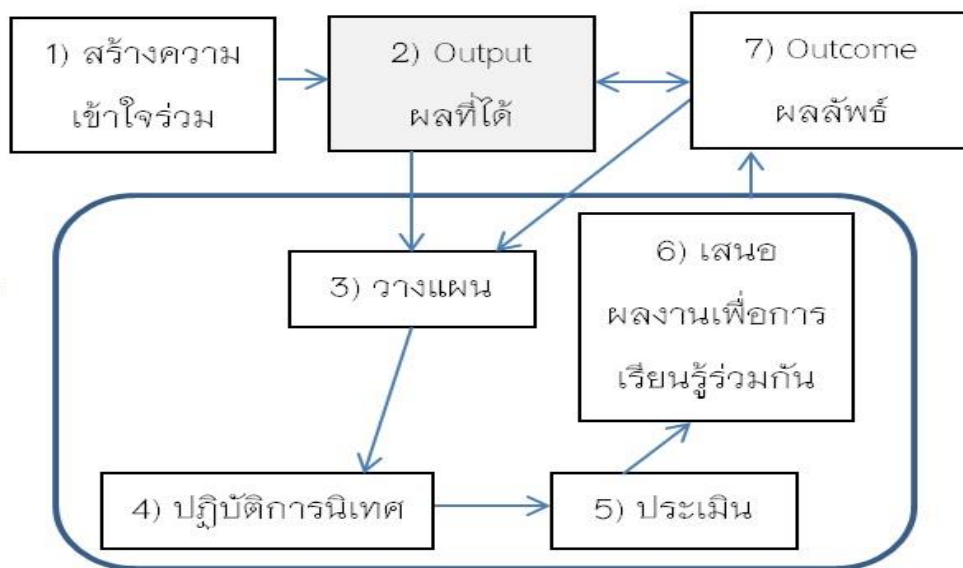 1) สร้างความ
เข้าใจร่วม
2) Output
ผลที่ได้
7) Outcome
ผลลัพธ์
3) วางแผน
6) เสนอ
ผลงานเพื่อการ
เรียนรู้ร่วมกัน
4) ปฏิบัติการนิเทศ
5) ประเมิน